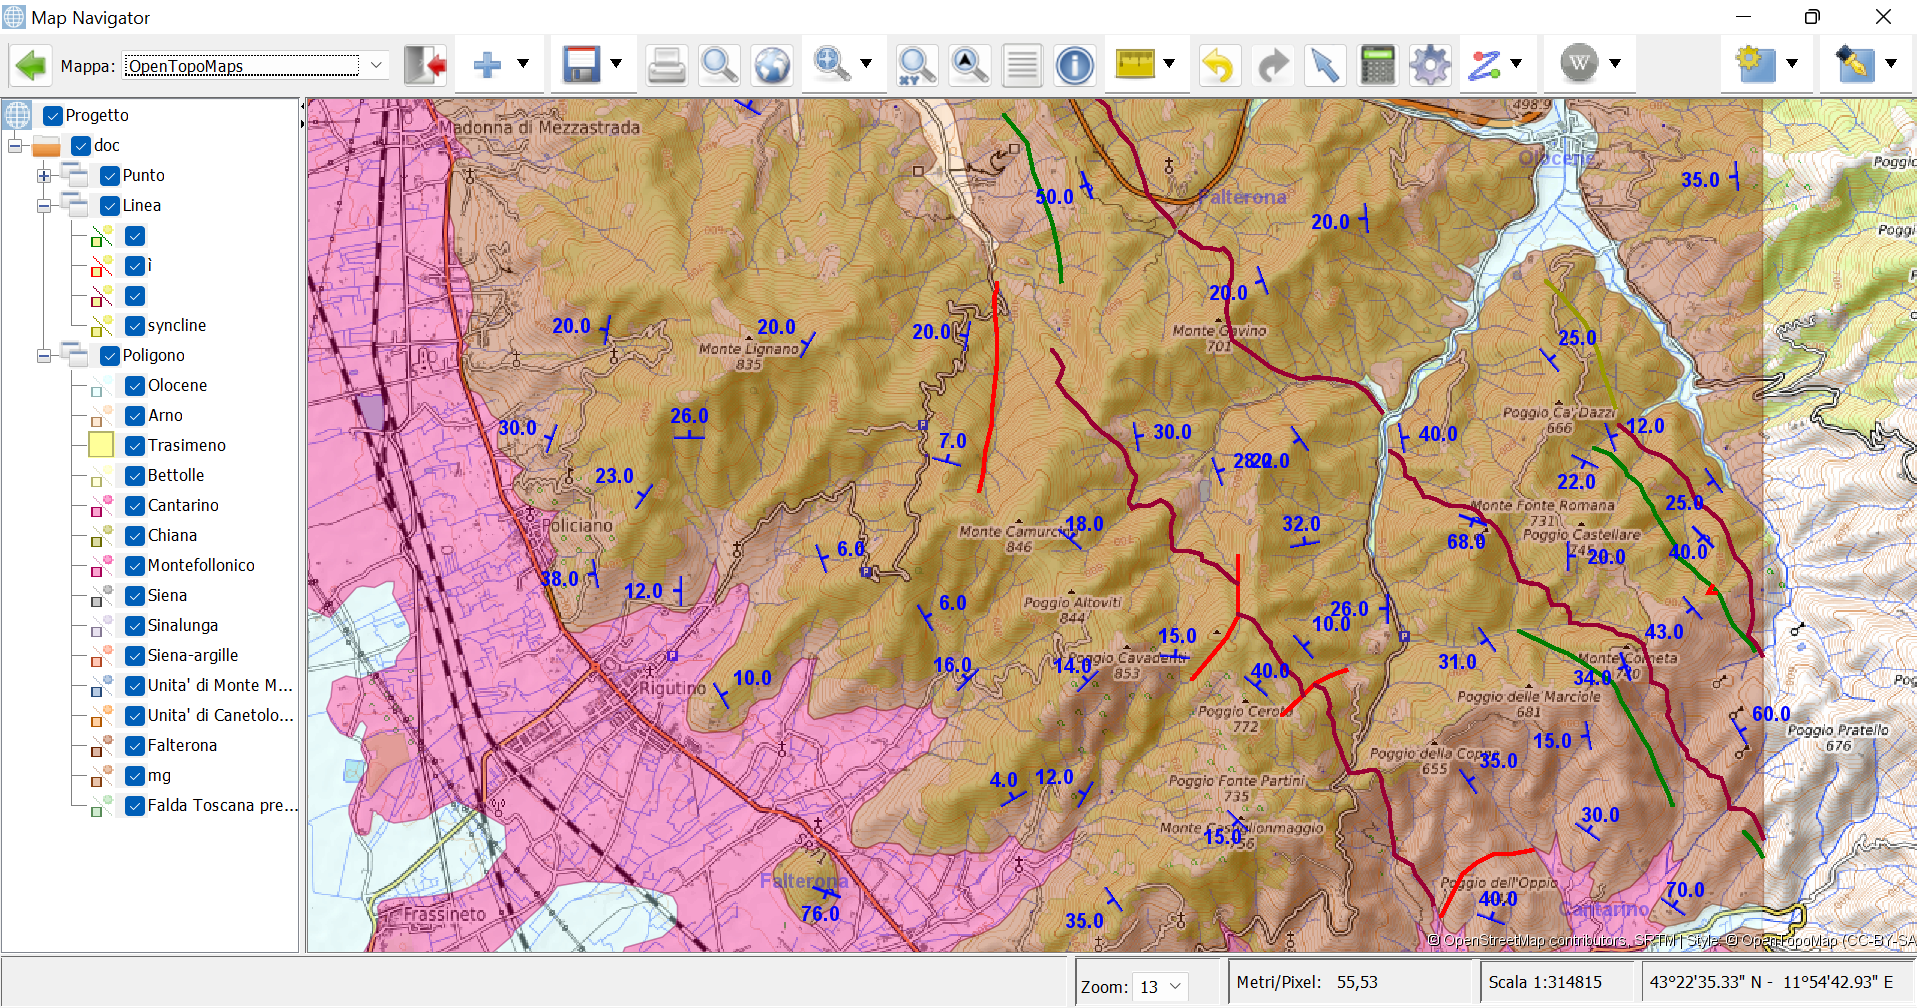 Map Navigator
Mappa: OpenTopoMaps
XY
W
Progetto
doc
Punto
Linea
ì
syncline
Poligono
Olocene
Arno
Trasimeno
Bettolle
Cantarino
Chiana
Montefollonico
Siena
Sinalunga
Siena-argille
Unita' di Monte M...
Unita' di Canetolo...
Falterona
mg
Falda Toscana pre...
Madonna di Mezzastrada
498.9
Olocene
Poggio
35.0
50.0
Falterona
20.0
Poggi
20.0
20.0
20.0
20.0
Monte Gavino
701
Monte Lignano
835
25.0
26.0
30.0
7.0
30.0
40.0
Poggio Ca' Dazzi
666
12.0
28.0
22.0
23.0
22.0
25.0
Monte Fonte Romana
731
Policiano
18.0
Monte Camurcina
846
32.0
68.0
Poggio Castellare
20.0
40.0
6.0
38.0
12.0
6.0
Poggio Altoviti
844
26.0
10.0
43.0
15.0
16.0
14.0
Poggio Cavadenti
853
40.0
31.0
Monte Corneta
740
34.0
10.0
Rigutino
Poggio delle Marciole
681
Poggio Cerolo
772
60.0
Poggio Pratello
676
15.0
Poggio della Conca
655
35.0
4.0
12.0
Poggio Fonte Partini
735
30.0
Monte Castiglionmaggio
756
15.0
SR71
Falterona
76.0
Poggio dell'Oppio
40.0
70.0
Cantarino
35.0
Frassineto
© OpenStreetMap contributors, SRTM | Style: © OpenTopoMap (CC-BY-SA
Zoom: 13
Metri/Pixel: 55,53
Scala 1:314815
43°22'35.33" N - 11°54'42.93" E